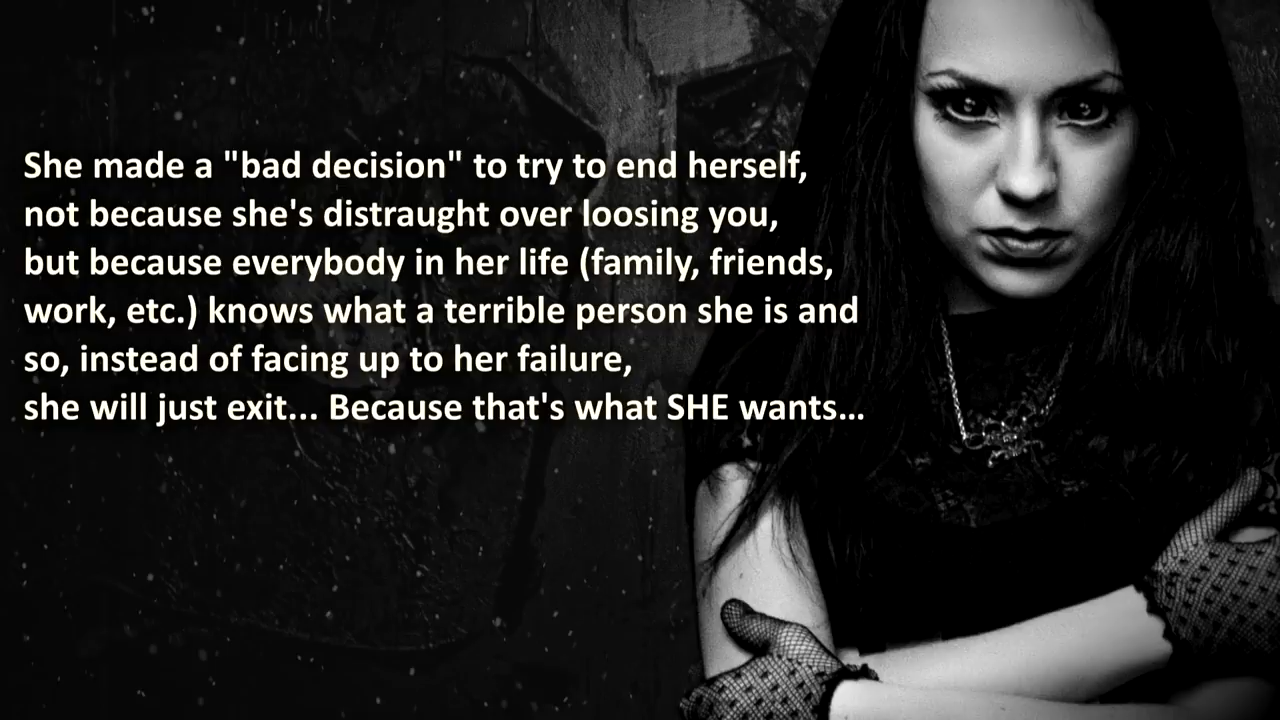 She made a "bad decision" to try to end herself,
not because she's distraught over loosing you,
but because everybody in her life (family, friends,
work, etc.) knows what a terrible person she is and
so, instead of facing up to her failure,
she will just exit... Because that's what SHE wants...